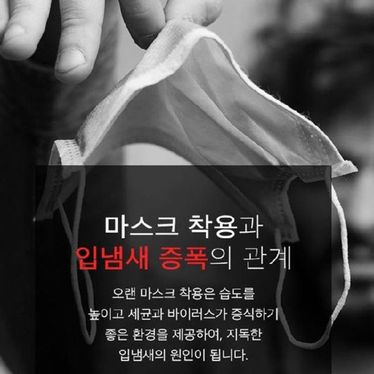 마스크 착용과
입냄새 증폭의 관계
오랜 마스크 착용은 습도를
높이고 세균과 바이러스가 증식하기
좋은 환경을 제공하여, 지독한
입냄새의 원인이 됩니다.